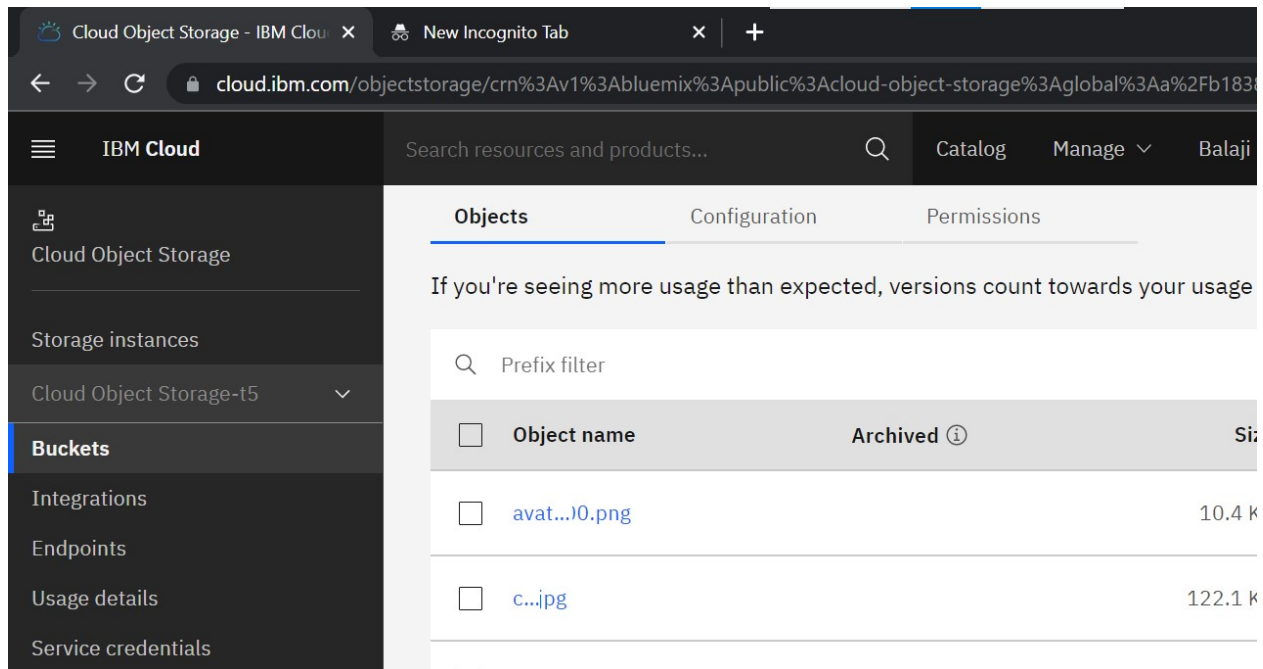 Cloud Object Storage - IBM Clou
New Incognito Tab
cloud.ibm.com/objectstorage/crn%3Av1%3Abluemix%3Apublic%3Acloud-object-storage%3Aglobal%3Aa%2Fb1838
IBM Cloud
Search resources and products...
Catalog
Manage
Balaji
Cloud Object Storage
Storage instances
Cloud Object Storage-t5
Buckets
Integrations
Endpoints
Usage details
Service credentials
Objects
Configuration
Permissions
If you're seeing more usage than expected, versions count towards your usage
Prefix filter
Object name
Archived
avat...)0.png
10.4 K
c...jpg
122.1 K